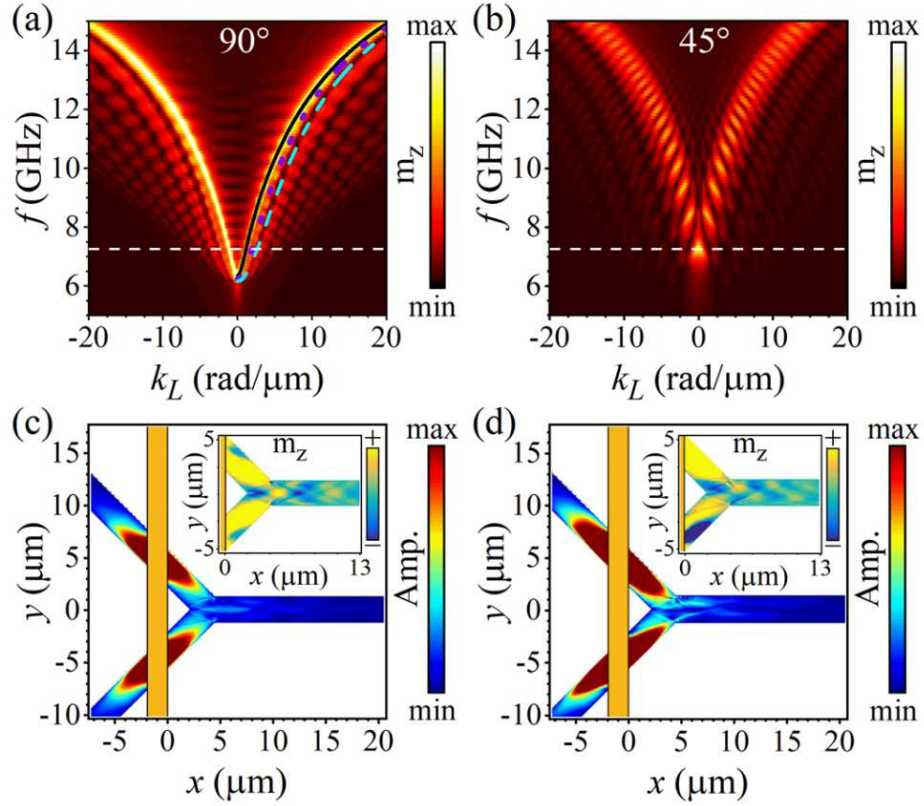 (a)
90°
14
12
10
8
6
f (GHz)
-20
-10
0
10
20
k_L (rad/μm)
max
m_z
min
(b)
45°
14
12
10
8
6
f (GHz)
-20
-10
0
10
20
k_L (rad/μm)
max
m_z
min
(c)
15
10
5
0
-5
-10
y (μm)
-5
0
5
10
15
20
x (μm)
m_z
5
-5
y (μm)
0
13
x (μm)
+
−
max
Amp.
min
(d)
15
10
5
0
-5
-10
y (μm)
-5
0
5
10
15
20
x (μm)
m_z
5
-5
y (μm)
0
13
x (μm)
+
−
max
Amp.
min